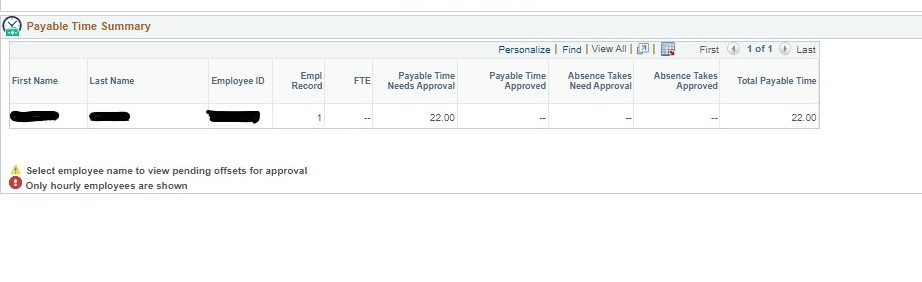 Payable Time Summary
Personalize | Find | View All | | First 1 of 1 Last
First Name Last Name Employee ID Empl Record FTE Payable Time Needs Approval Payable Time Approved Absence Takes Need Approval Absence Takes Approved Total Payable Time
1 -- 22.00 -- -- -- 22.00
Select employee name to view pending offsets for approval
Only hourly employees are shown